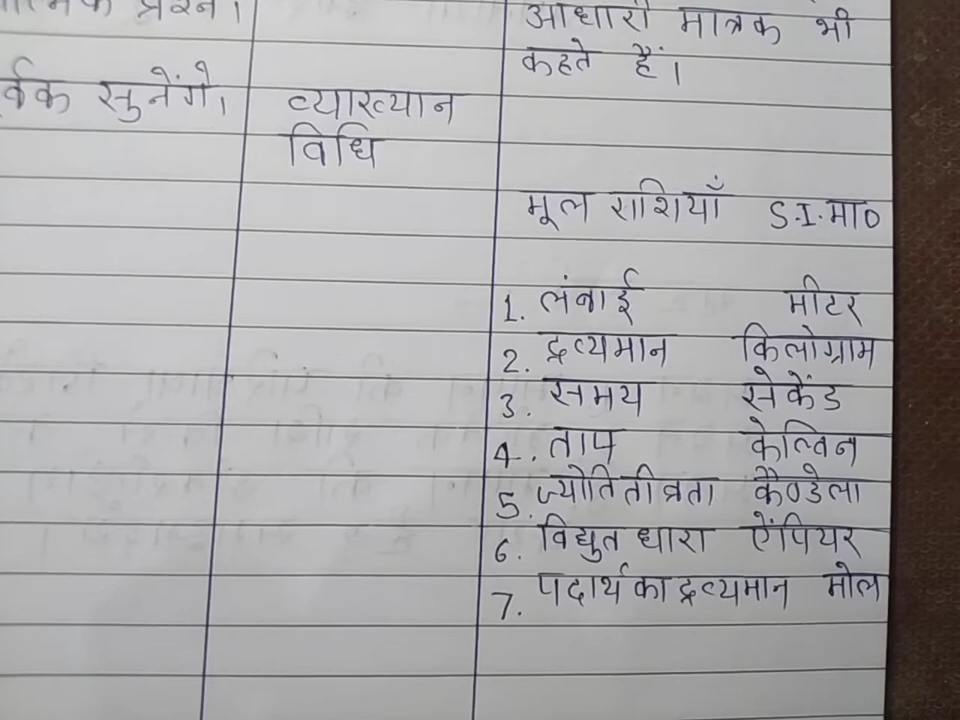 प्रश्न।
आधारी मात्रक भी
कहते हैं।
सुनेंगे।
व्याख्यान
विधि
मूल राशियाँ S.I. मा०
1. लंबाई मीटर
2. द्रव्यमान किलोग्राम
3. समय सेकेंड
4. ताप केल्विन
5. ज्योति तीव्रता कैण्डेला
6. विद्युत धारा ऐंपियर
7. पदार्थ का द्रव्यमान मोल